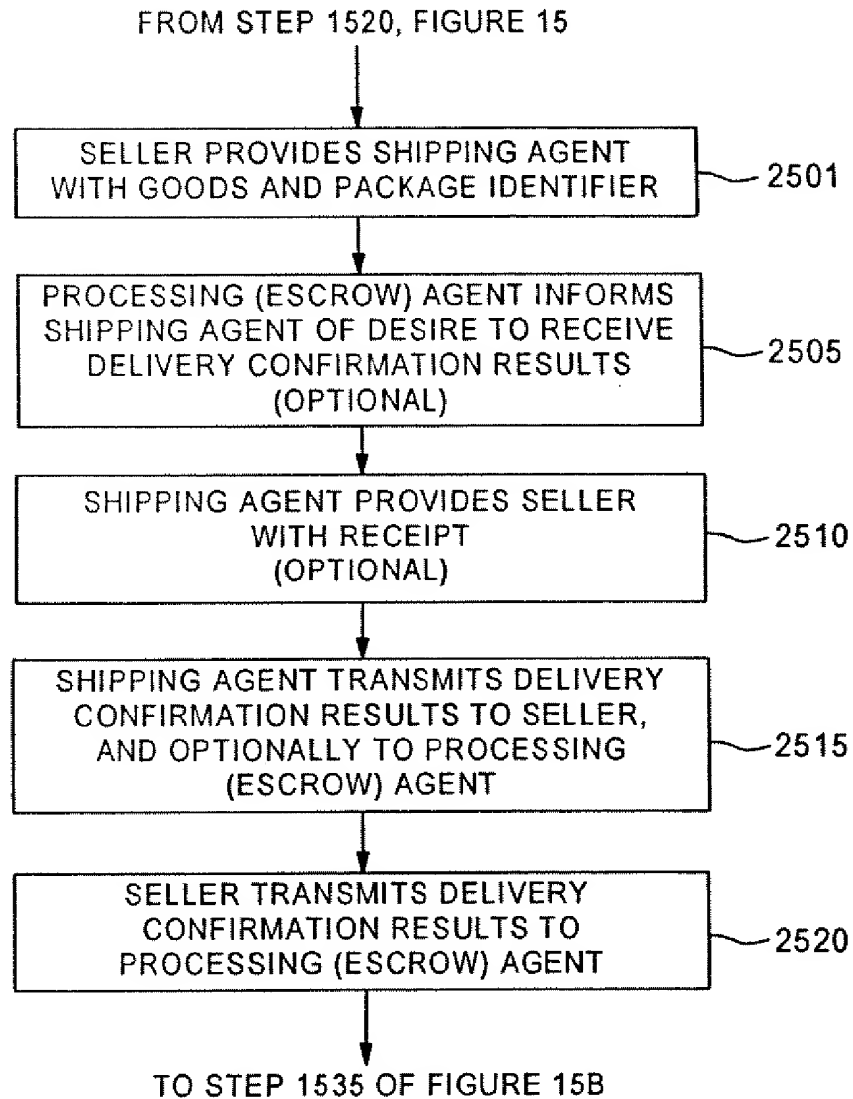 FROM STEP 1520, FIGURE 15
SELLER PROVIDES SHIPPING AGENT
WITH GOODS AND PACKAGE IDENTIFIER
2501
PROCESSING (ESCROW) AGENT INFORMS
SHIPPING AGENT OF DESIRE TO RECEIVE
DELIVERY CONFIRMATION RESULTS
(OPTIONAL)
2505
SHIPPING AGENT PROVIDES SELLER
WITH RECEIPT
(OPTIONAL)
2510
SHIPPING AGENT TRANSMITS DELIVERY
CONFIRMATION RESULTS TO SELLER,
AND OPTIONALLY TO PROCESSING
(ESCROW) AGENT
2515
SELLER TRANSMITS DELIVERY
CONFIRMATION RESULTS TO
PROCESSING (ESCROW) AGENT
2520
TO STEP 1535 OF FIGURE 15B